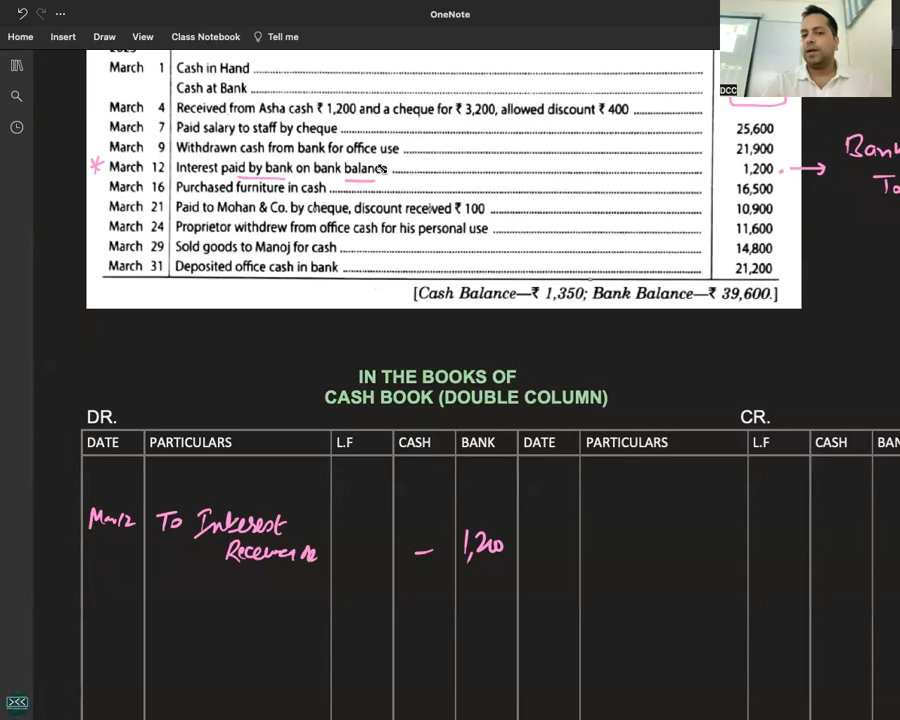 OneNote
Home Insert Draw View Class Notebook Tell me
DCC
March 1 Cash in Hand
Cash at Bank
March 4 Received from Asha cash ₹ 1,200 and a cheque for ₹ 3,200, allowed discount ₹ 400
March 7 Paid salary to staff by cheque 25,600
March 9 Withdrawn cash from bank for office use 21,900
* March 12 Interest paid by bank on bank balance 1,200 →
March 16 Purchased furniture in cash 16,500
March 21 Paid to Mohan & Co. by cheque, discount received ₹ 100 10,900
March 24 Proprietor withdrew from office cash for his personal use 11,600
March 29 Sold goods to Manoj for cash 14,800
March 31 Deposited office cash in bank 21,200
[Cash Balance—₹ 1,350; Bank Balance—₹ 39,600.]
Bank
To
IN THE BOOKS OF
CASH BOOK (DOUBLE COLUMN)
DR. CR.
DATE PARTICULARS L.F CASH BANK DATE PARTICULARS L.F CASH BAN
Mar 12 To Interest
– 1,200